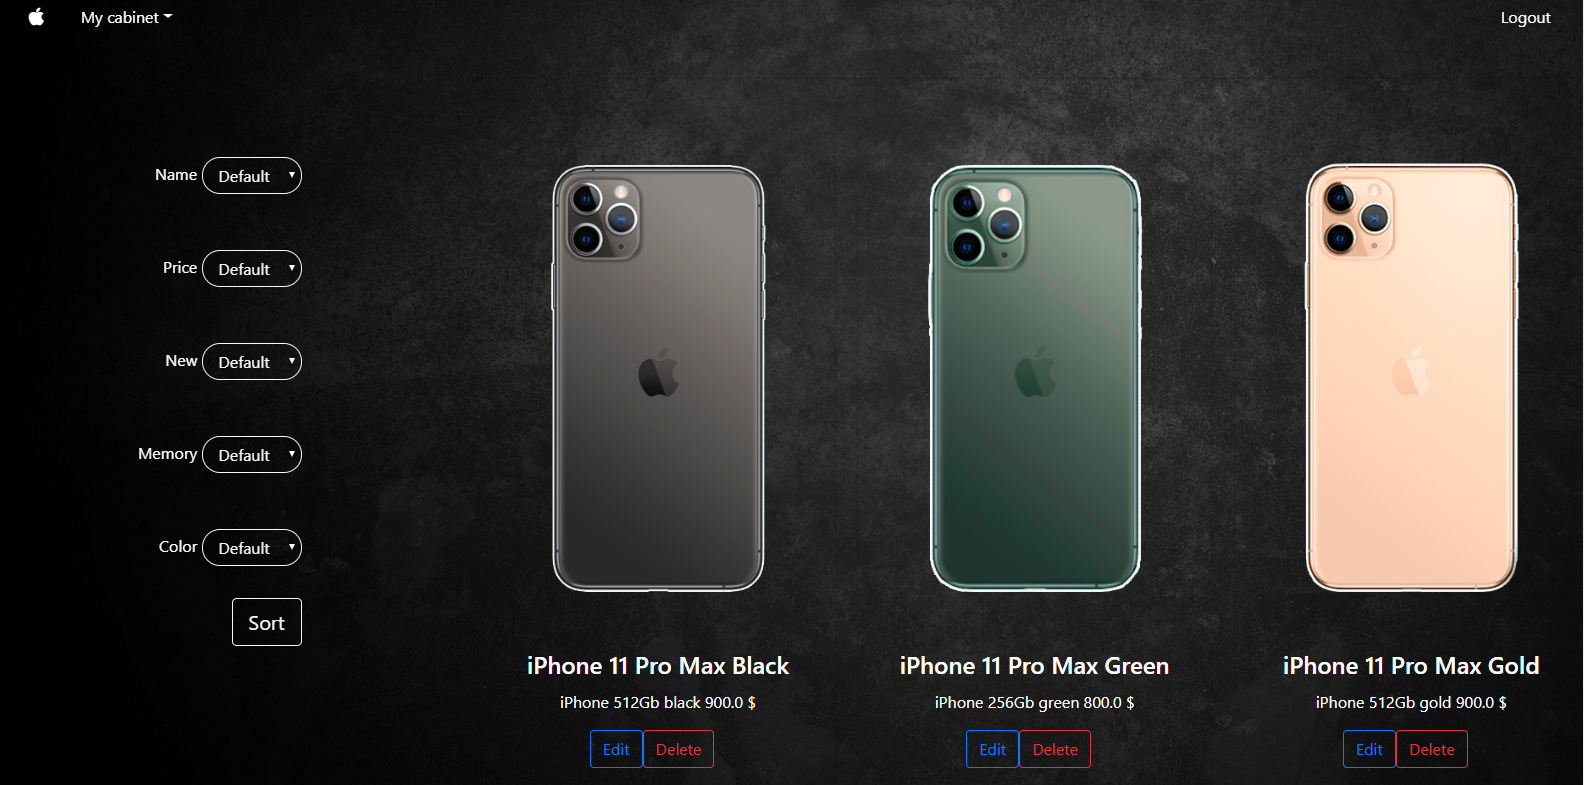 My cabinet
Logout
Name Default
Price Default
New Default
Memory Default
Color Default
Sort
iPhone 11 Pro Max Black
iPhone 512Gb black 900.0 $
Edit Delete
iPhone 11 Pro Max Green
iPhone 256Gb green 800.0 $
Edit Delete
iPhone 11 Pro Max Gold
iPhone 512Gb gold 900.0 $
Edit Delete